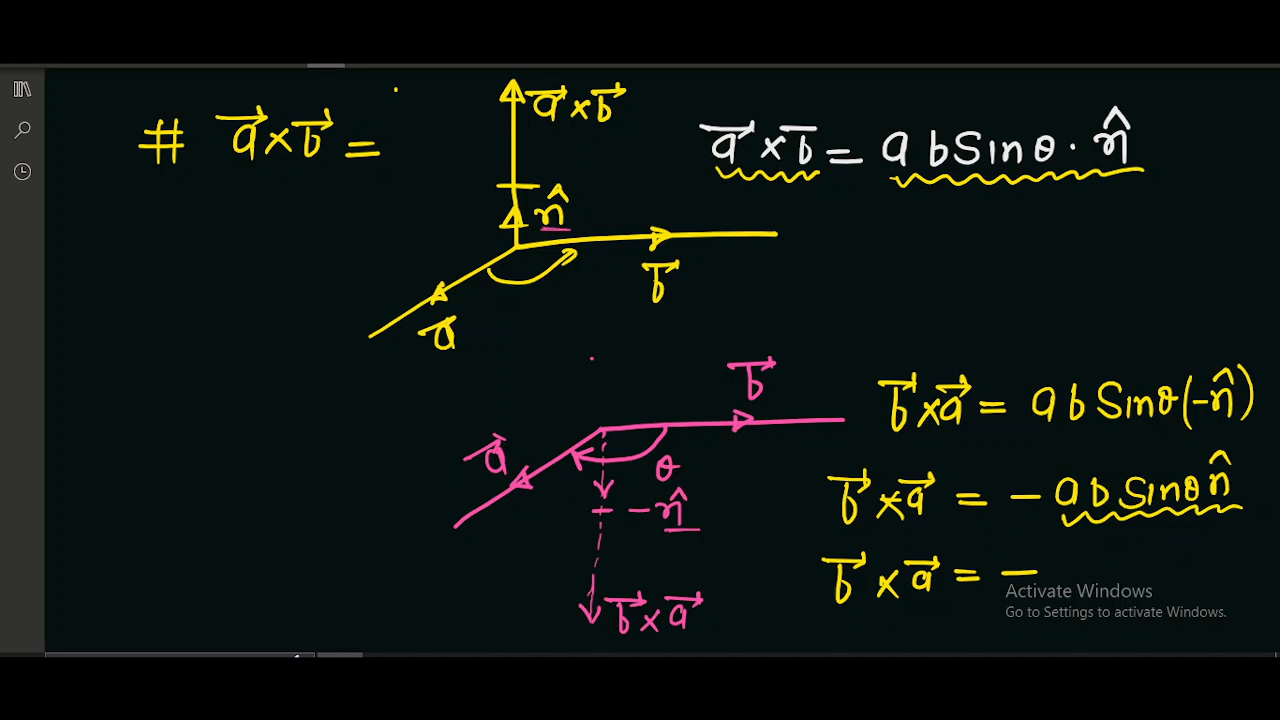 # a⃗ × b⃗ =
a⃗ × b⃗
a⃗ × b̅ = a b Sin θ · n̂
n̂
b⃗
a⃗
b⃗
a⃗
θ
- n̂
b⃗ × a⃗
b⃗ × a⃗ = a b Sin θ (- n̂)
b⃗ × a⃗ = - a b Sin θ n̂
b⃗ × a⃗ = -
Activate Windows
Go to Settings to activate Windows.